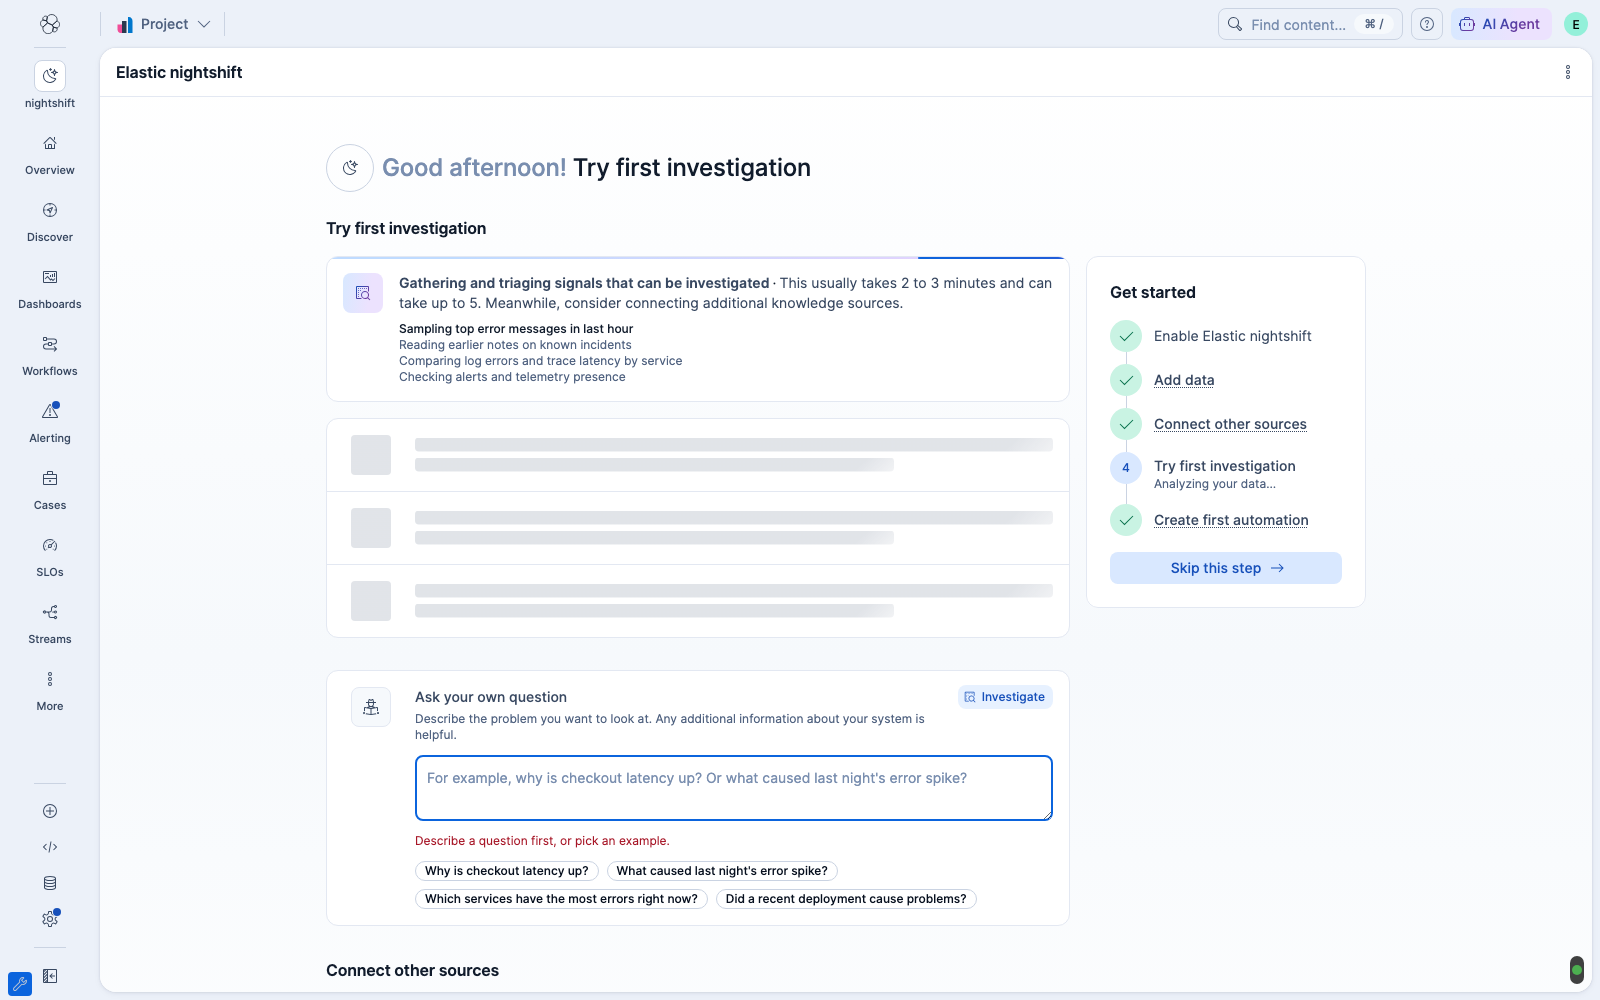 Project
Find content...
⌘ /
AI Agent
E
nightshift
Overview
Discover
Dashboards
Workflows
Alerting
Cases
SLOs
Streams
More
Elastic nightshift
Good afternoon! Try first investigation
Try first investigation
Gathering and triaging signals that can be investigated · This usually takes 2 to 3 minutes and can
take up to 5. Meanwhile, consider connecting additional knowledge sources.
Sampling top error messages in last hour
Reading earlier notes on known incidents
Comparing log errors and trace latency by service
Checking alerts and telemetry presence
Get started
Enable Elastic nightshift
Add data
Connect other sources
4
Try first investigation
Analyzing your data...
Create first automation
Skip this step
Ask your own question
Investigate
Describe the problem you want to look at. Any additional information about your system is
helpful.
For example, why is checkout latency up? Or what caused last night's error spike?
Describe a question first, or pick an example.
Why is checkout latency up?
What caused last night's error spike?
Which services have the most errors right now?
Did a recent deployment cause problems?
Connect other sources